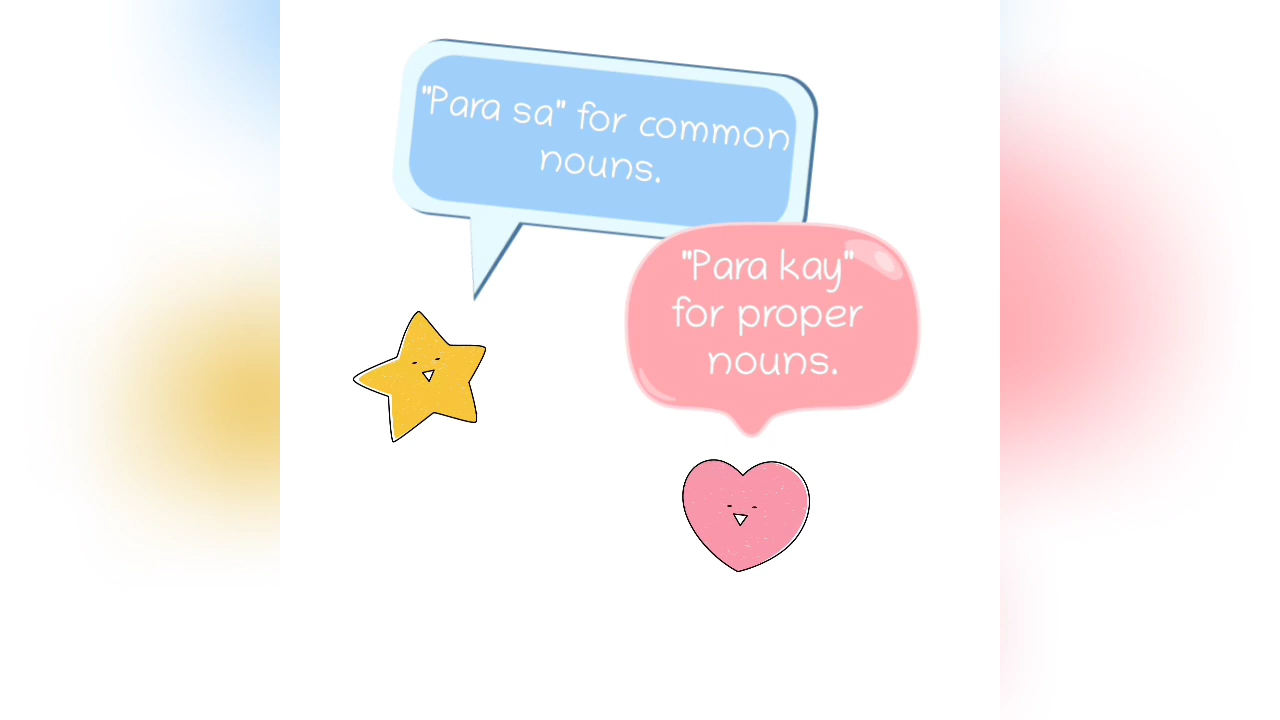 "Para sa" for common
nouns.
"Para kay"
for proper
nouns.